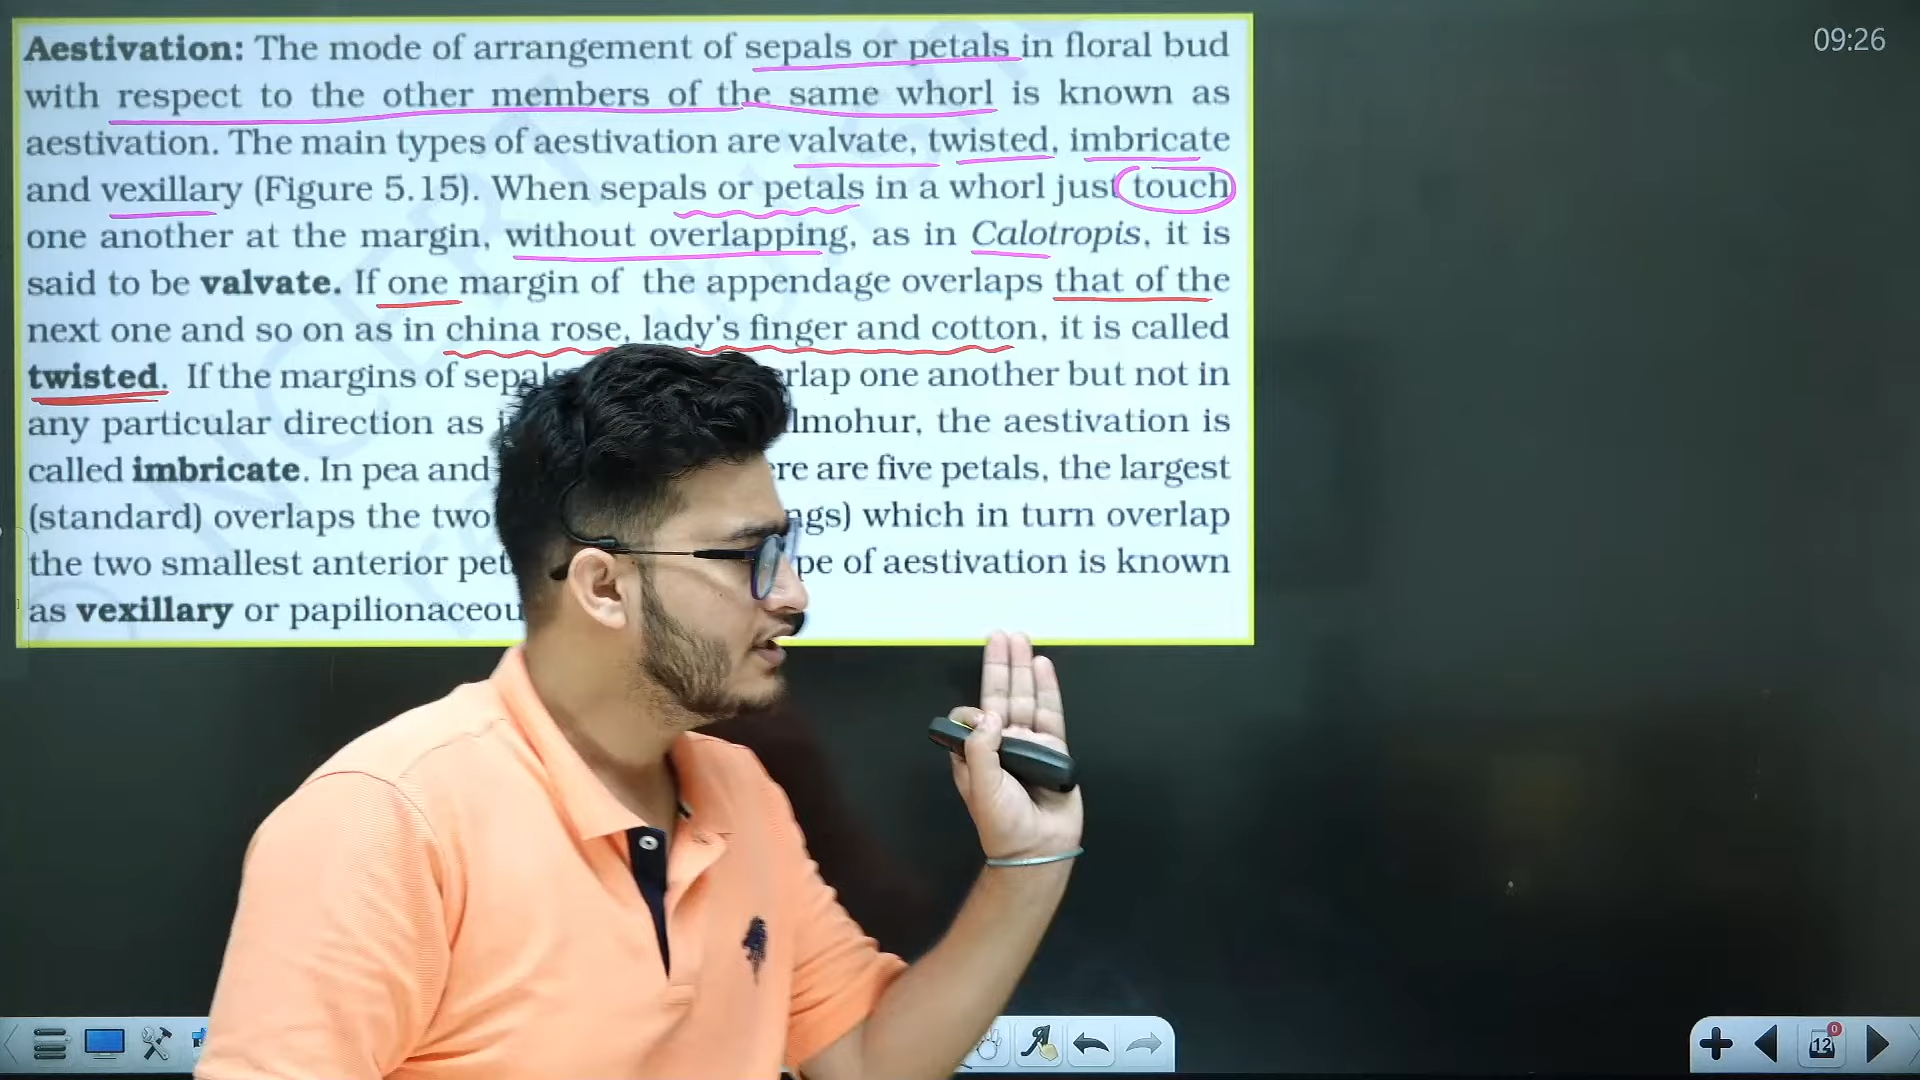 Aestivation: The mode of arrangement of sepals or petals in floral bud
with respect to the other members of the same whorl is known as
aestivation. The main types of aestivation are valvate, twisted, imbricate
and vexillary (Figure 5.15). When sepals or petals in a whorl just touch
one another at the margin, without overlapping, as in Calotropis, it is
said to be valvate. If one margin of the appendage overlaps that of the
next one and so on as in china rose, lady's finger and cotton, it is called
twisted. If the margins of sepals rlap one another but not in
any particular direction as i lmohur, the aestivation is
called imbricate. In pea and re are five petals, the largest
(standard) overlaps the two ngs) which in turn overlap
the two smallest anterior pet pe of aestivation is known
as vexillary or papilionaceou
09:26
12
0